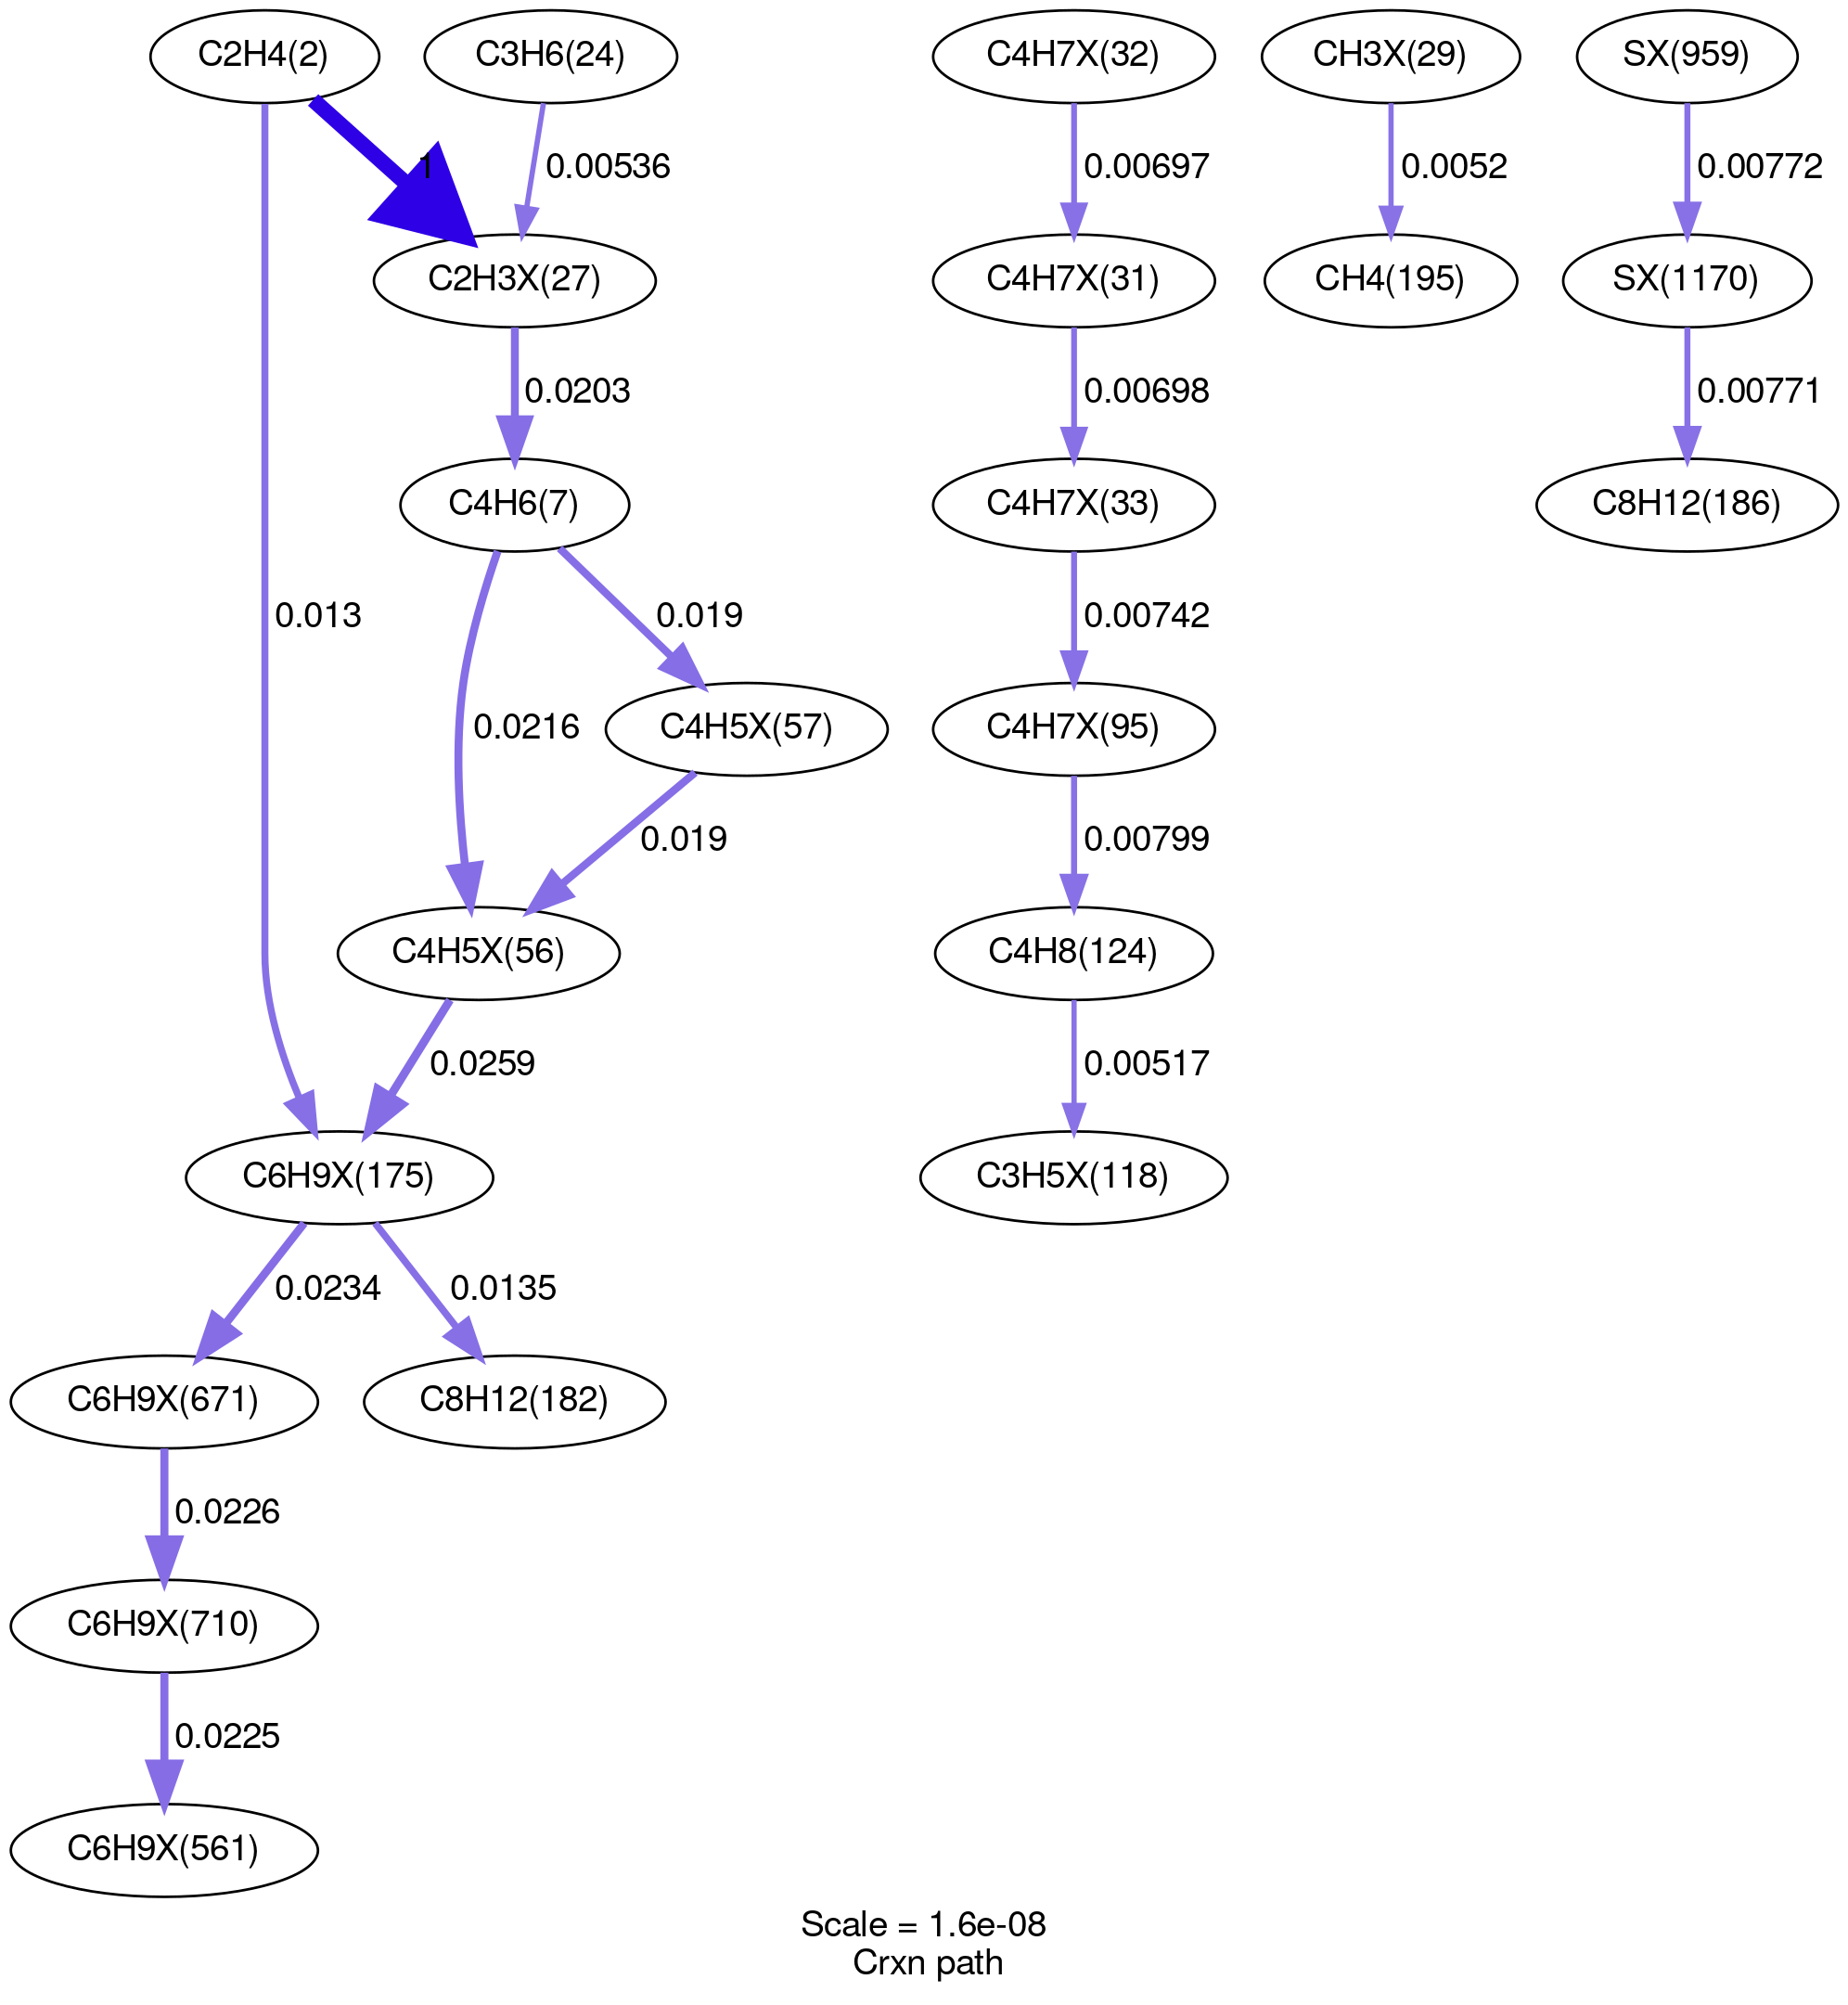 C2H4(2)
C3H6(24)
C4H7X(32)
CH3X(29)
SX(959)
1
0.00536
0.00697
0.0052
0.00772
C2H3X(27)
C4H7X(31)
CH4(195)
SX(1170)
0.0203
0.00698
0.00771
C4H6(7)
C4H7X(33)
C8H12(186)
0.013
0.019
0.00742
0.0216
C4H5X(57)
C4H7X(95)
0.019
0.00799
C4H5X(56)
C4H8(124)
0.0259
0.00517
C6H9X(175)
C3H5X(118)
0.0234
0.0135
C6H9X(671)
C8H12(182)
0.0226
C6H9X(710)
0.0225
C6H9X(561)
Scale = 1.6e-08
Crxn path